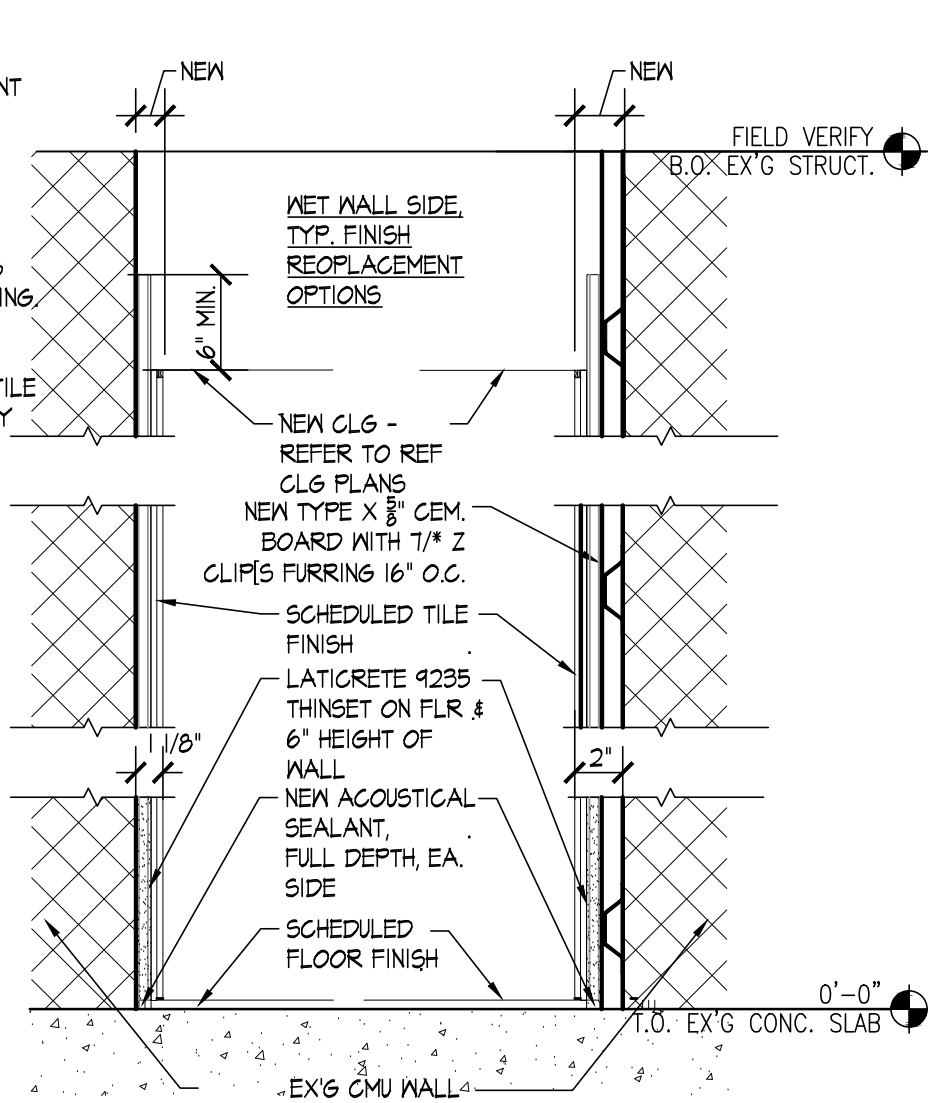 NT
NEW
NEW
FIELD VERIFY
B.O. EX'G STRUCT.
WET WALL SIDE,
TYP. FINISH
REOPLACEMENT
OPTIONS
ING.
6" MIN.
TILE
Y
NEW CLG -
REFER TO REF
CLG PLANS
NEW TYPE X 5/8" CEM.
BOARD WITH 7/* Z
CLIP[S FURRING 16" O.C.
SCHEDULED TILE
FINISH .
LATICRETE 9235
THINSET ON FLR &
6" HEIGHT OF
WALL
1 1/8"
2"
NEW ACOUSTICAL
SEALANT, .
FULL DEPTH, EA.
SIDE
SCHEDULED
FLOOR FINISH
0'-0"
T.O. EX'G CONC. SLAB
EX'G CMU WALL